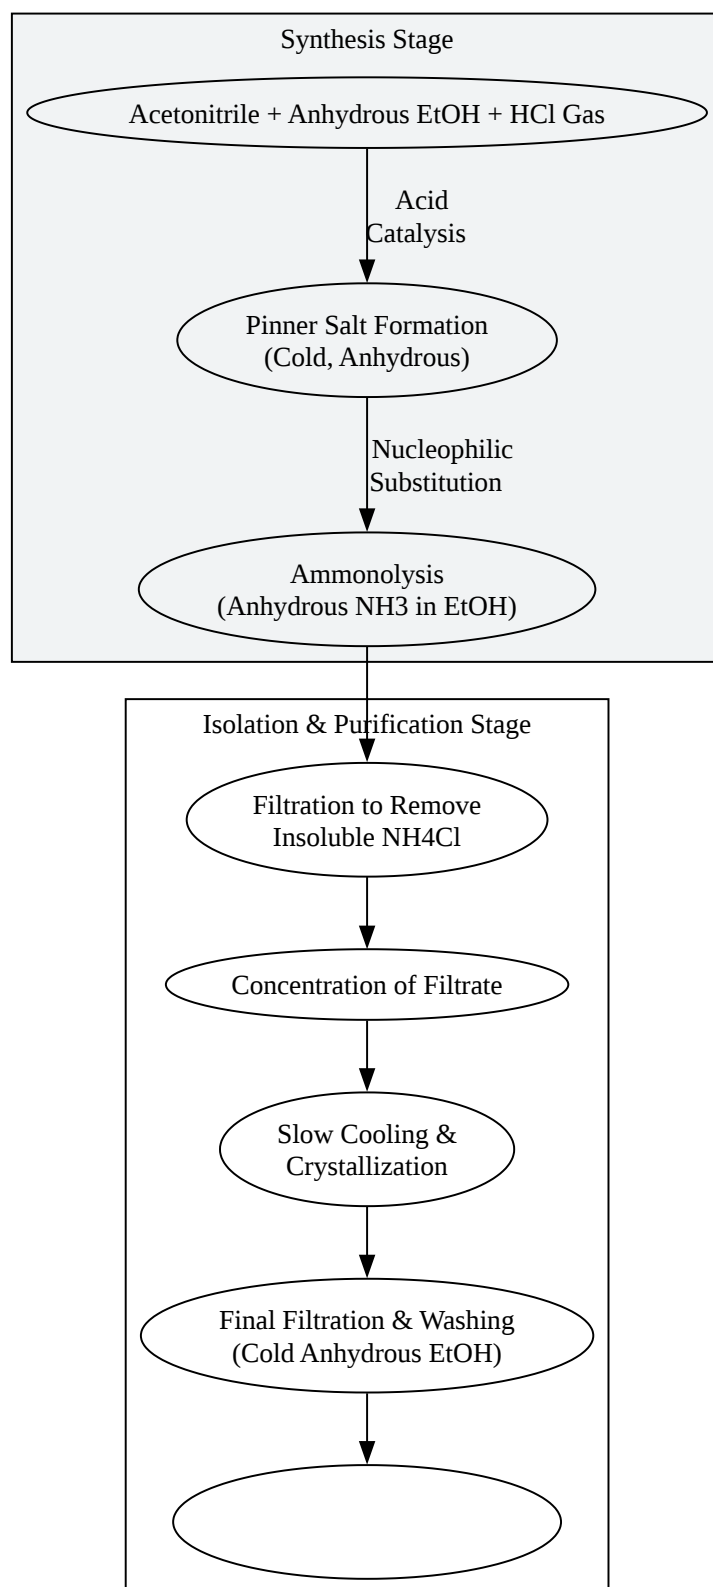 Synthesis Stage
Acetonitrile + Anhydrous EtOH + HCl Gas
Acid
Catalysis
Pinner Salt Formation
(Cold, Anhydrous)
Nucleophilic
Substitution
Ammonolysis
(Anhydrous NH3 in EtOH)
Isolation & Purification Stage
Filtration to Remove
Insoluble NH4Cl
Concentration of Filtrate
Slow Cooling &
Crystallization
Final Filtration & Washing
(Cold Anhydrous EtOH)